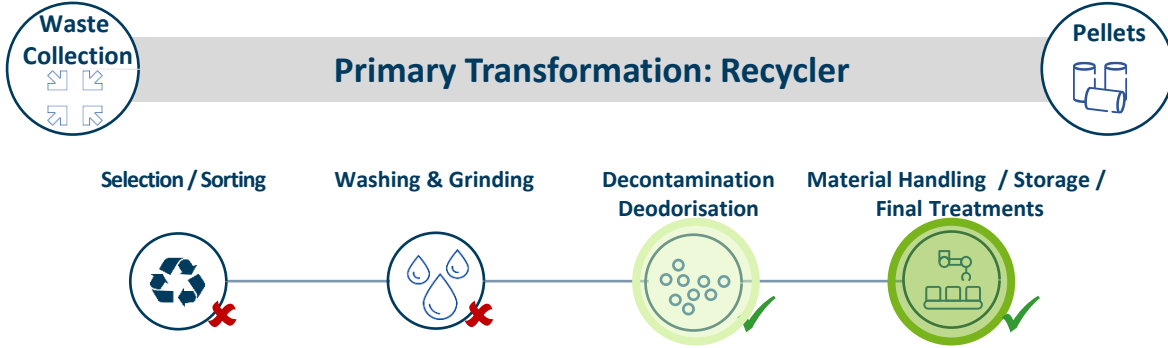 Waste
Collection
Primary Transformation: Recycler
Pellets
Selection / Sorting
Washing & Grinding
Decontamination
Deodorisation
Material Handling / Storage /
Final Treatments